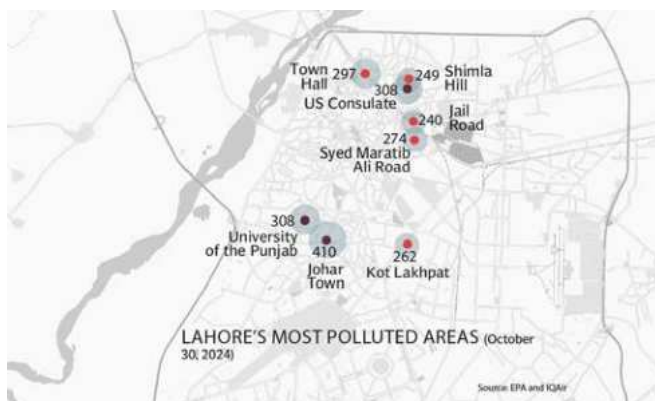 Town
Hall
297
249
Shimla
Hill
308
US Consulate
240
Jail
Road
274
Syed Maratib
Ali Road
308
University
of the Punjab
410
Johar
Town
262
Kot Lakhpat
LAHORE'S MOST POLLUTED AREAS (October
30, 2024)
Source: EPA and IQAir